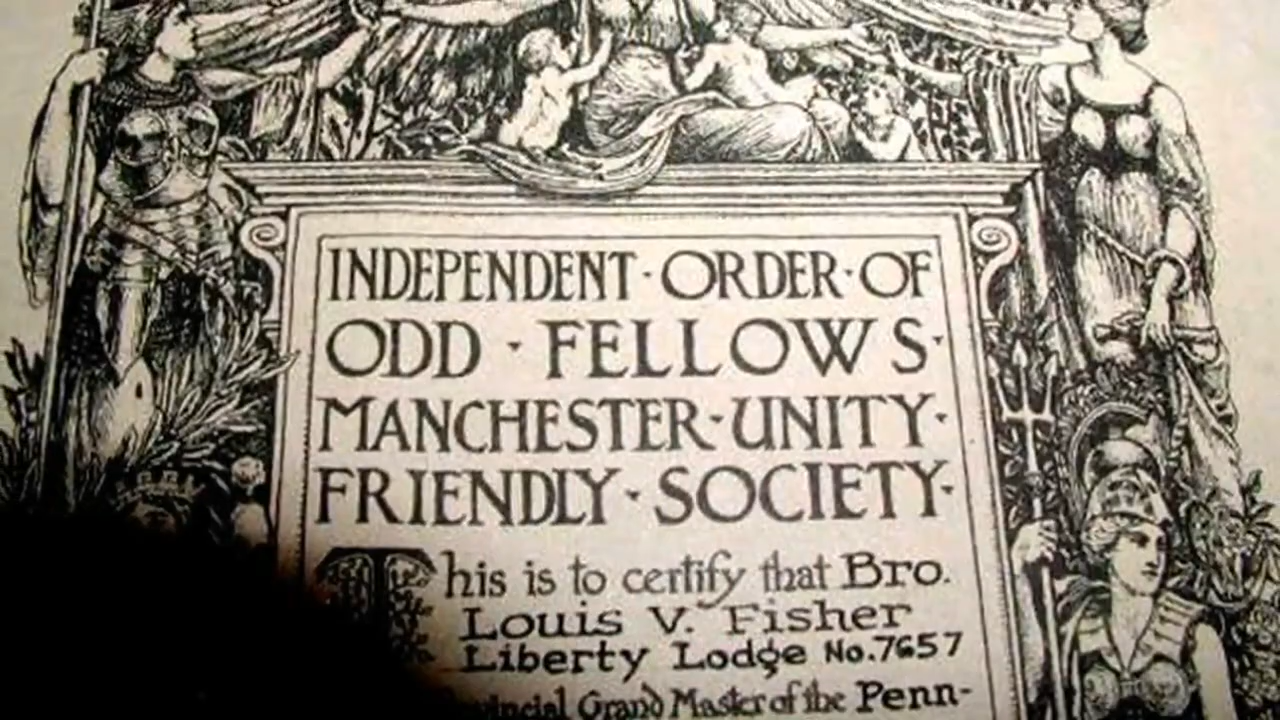 INDEPENDENT · ORDER · OF
ODD · FELLOWS ·
MANCHESTER · UNITY ·
FRIENDLY · SOCIETY ·
This is to certify that Bro.
Louis V. Fisher
Liberty Lodge No. 7657
Grand Master of the Penn-